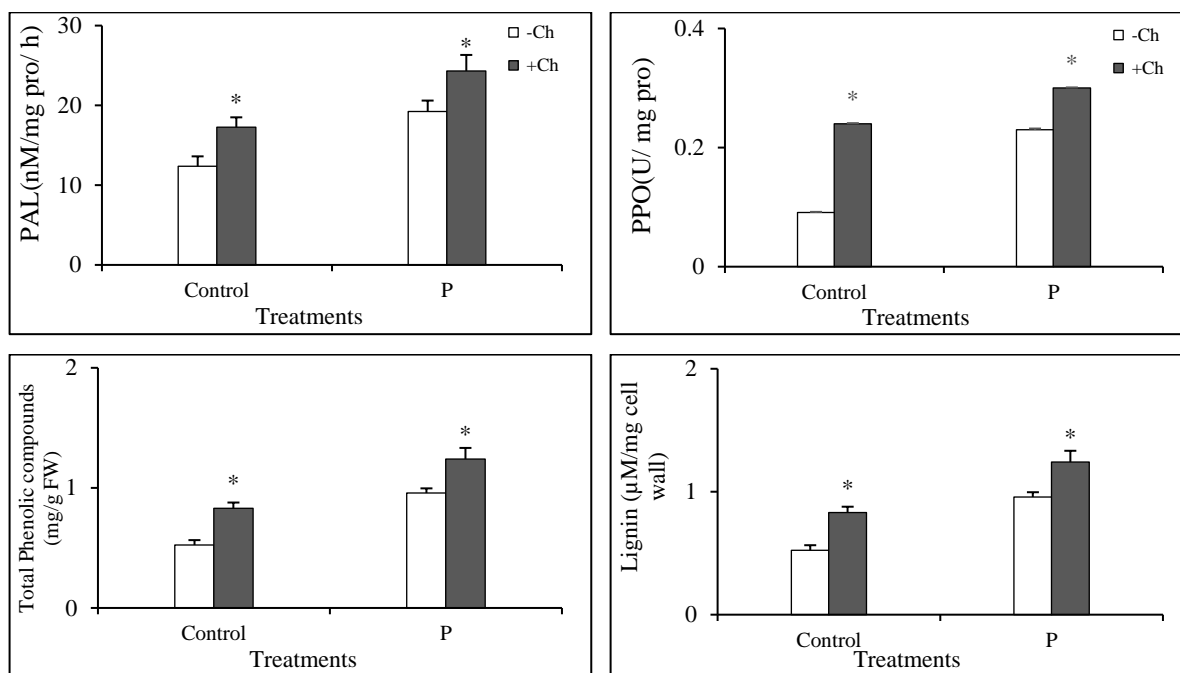 PAL(nM/mg pro/ h)
30
20
10
0
*
*
-Ch
+Ch
Control
P
Treatments
PPO(U/ mg pro)
0.4
0.2
0
*
*
-Ch
+Ch
Control
P
Treatments
Total Phenolic compounds
(mg/g FW)
2
1
0
*
*
Control
P
Treatments
Lignin (µM/mg cell
wall)
2
1
0
*
*
Control
P
Treatments